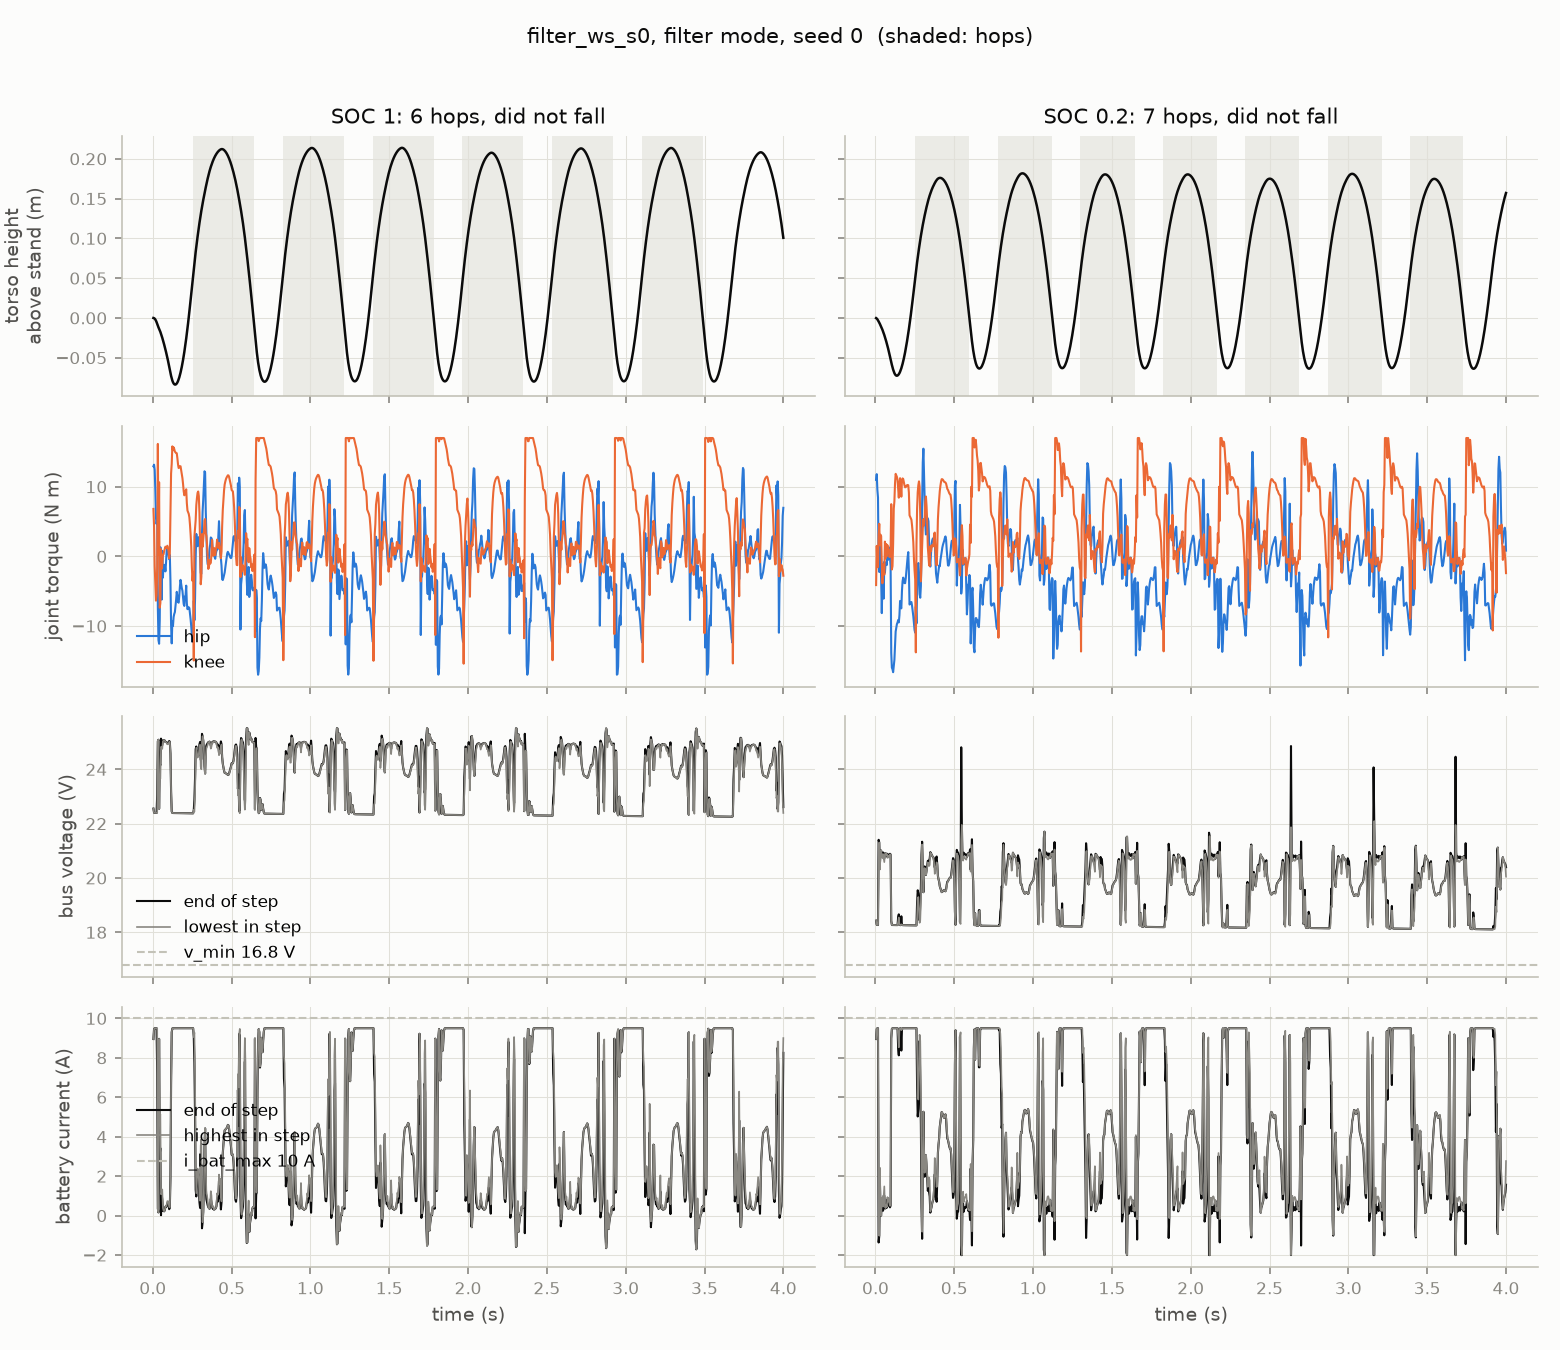 filter_ws_s0, filter mode, seed 0  (shaded: hops)
SOC 1: 6 hops, did not fall
SOC 0.2: 7 hops, did not fall
torso height
above stand (m)
0.20
0.15
0.10
0.05
0.00
−0.05
joint torque (N m)
10
0
−10
hip
knee
bus voltage (V)
24
22
20
18
end of step
lowest in step
v_min 16.8 V
battery current (A)
10
8
6
4
2
0
−2
end of step
highest in step
i_bat_max 10 A
0.0 0.5 1.0 1.5 2.0 2.5 3.0 3.5 4.0
time (s)
0.0 0.5 1.0 1.5 2.0 2.5 3.0 3.5 4.0
time (s)